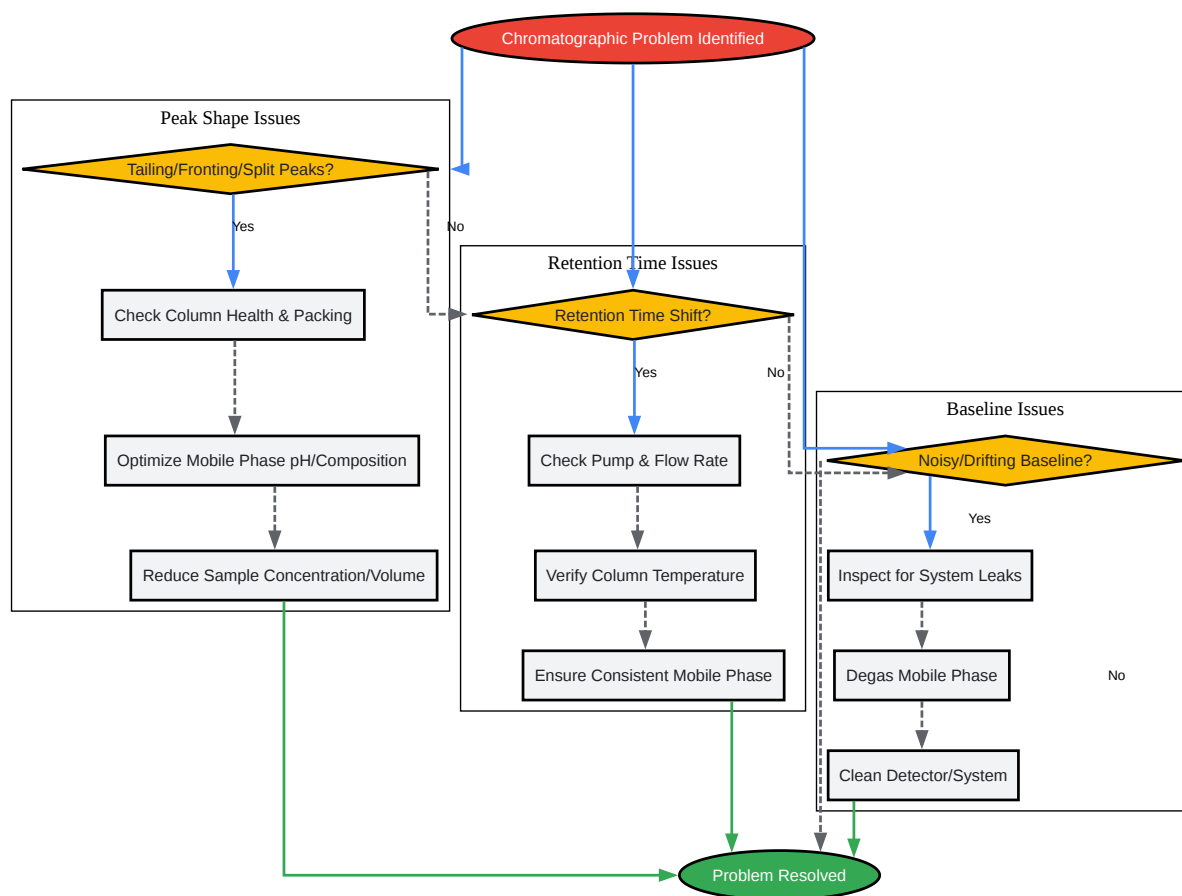 Chromatographic Problem Identified
Peak Shape Issues
Tailing/Fronting/Split Peaks?
Yes
No
Check Column Health & Packing
Optimize Mobile Phase pH/Composition
Reduce Sample Concentration/Volume
Retention Time Issues
Retention Time Shift?
Yes
No
Check Pump & Flow Rate
Verify Column Temperature
Ensure Consistent Mobile Phase
Baseline Issues
Noisy/Drifting Baseline?
Yes
Inspect for System Leaks
Degas Mobile Phase
No
Clean Detector/System
Problem Resolved